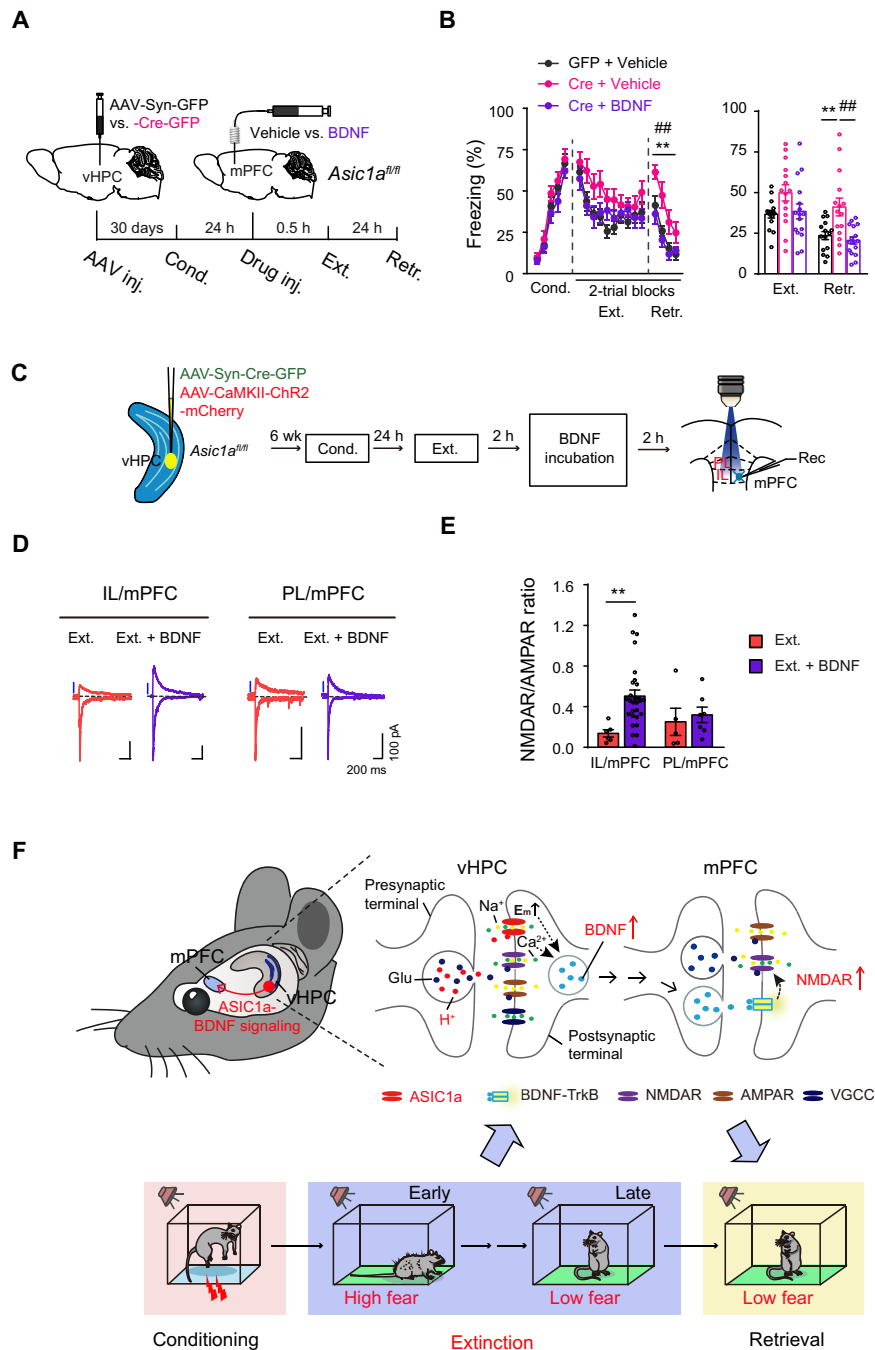 A
AAV-Syn-GFP
vs. -Cre-GFP
vHPC
Vehicle vs. BDNF
mPFC
Asic1a^fl/fl
30 days
24 h
0.5 h
24 h
AAV inj.
Cond.
Drug inj.
Ext.
Retr.
B
GFP + Vehicle
Cre + Vehicle
Cre + BDNF
Freezing (%)
100
75
50
25
0
##
**
Cond.
2-trial blocks
Ext.
Retr.
100
75
50
25
0
** ##
Ext.
Retr.
C
AAV-Syn-Cre-GFP
AAV-CaMKII-ChR2
-mCherry
vHPC
Asic1a^fl/fl
6 wk
Cond.
24 h
Ext.
2 h
BDNF
incubation
2 h
PL
IL
Rec
mPFC
D
IL/mPFC
PL/mPFC
Ext.
Ext. + BDNF
Ext.
Ext. + BDNF
200 ms
100 pA
E
NMDAR/AMPAR ratio
1.6
1.2
0.8
0.4
0.0
**
IL/mPFC
PL/mPFC
Ext.
Ext. + BDNF
F
mPFC
vHPC
ASIC1a-
BDNF signaling
vHPC
mPFC
Presynaptic
terminal
Na+
Em↑
Ca2+
BDNF↑
Glu
H+
NMDAR↑
Postsynaptic
terminal
ASIC1a
BDNF-TrkB
NMDAR
AMPAR
VGCC
Early
Late
High fear
Low fear
Low fear
Conditioning
Extinction
Retrieval